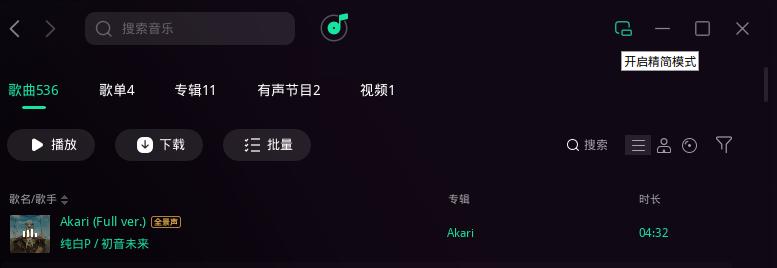 搜索音乐
开启精简模式
歌曲536 歌单4 专辑11 有声节目2 视频1
播放 下载 批量 搜索
歌名/歌手 专辑 时长
Akari (Full ver.) 全景声
纯白P / 初音未来 Akari 04:32